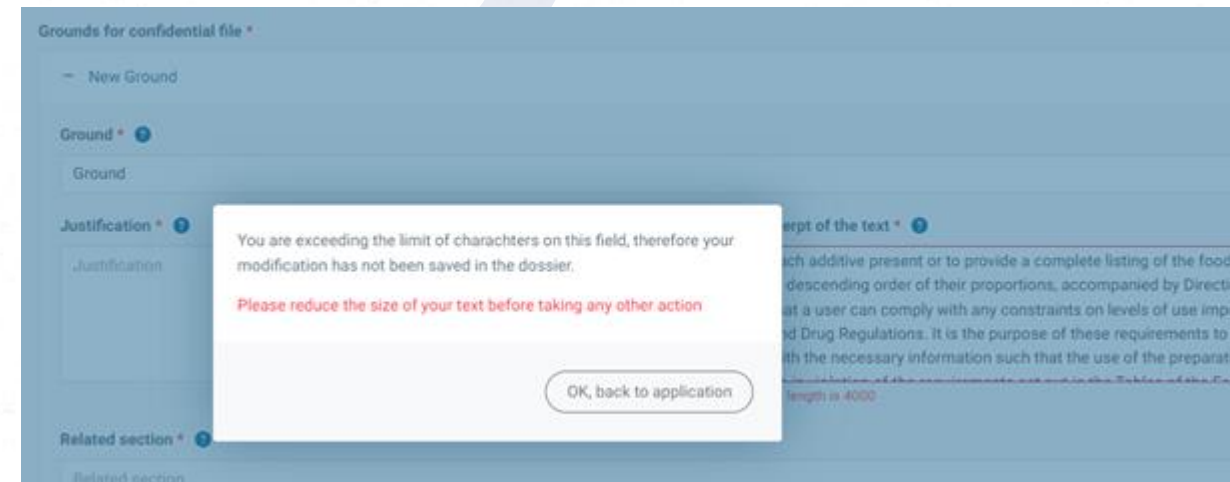 Grounds for confidential file *
− New Ground
Ground *
Ground
Justification *
erpt of the text *
Justification
You are exceeding the limit of charachters on this field, therefore your
modification has not been saved in the dossier.
Please reduce the size of your text before taking any other action
ch additive present or to provide a complete listing of the food
descending order of their proportions, accompanied by Directi
at a user can comply with any constraints on levels of use imp
d Drug Regulations. It is the purpose of these requirements to
ith the necessary information such that the use of the preparat
length is 4000
OK, back to application
Related section *
Related section